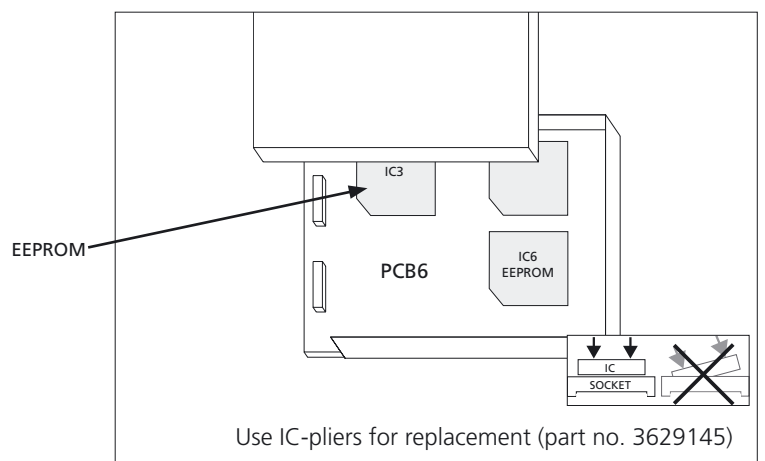 IC3
EEPROM
IC6
EEPROM
PCB6
IC
SOCKET
Use IC-pliers for replacement (part no. 3629145)